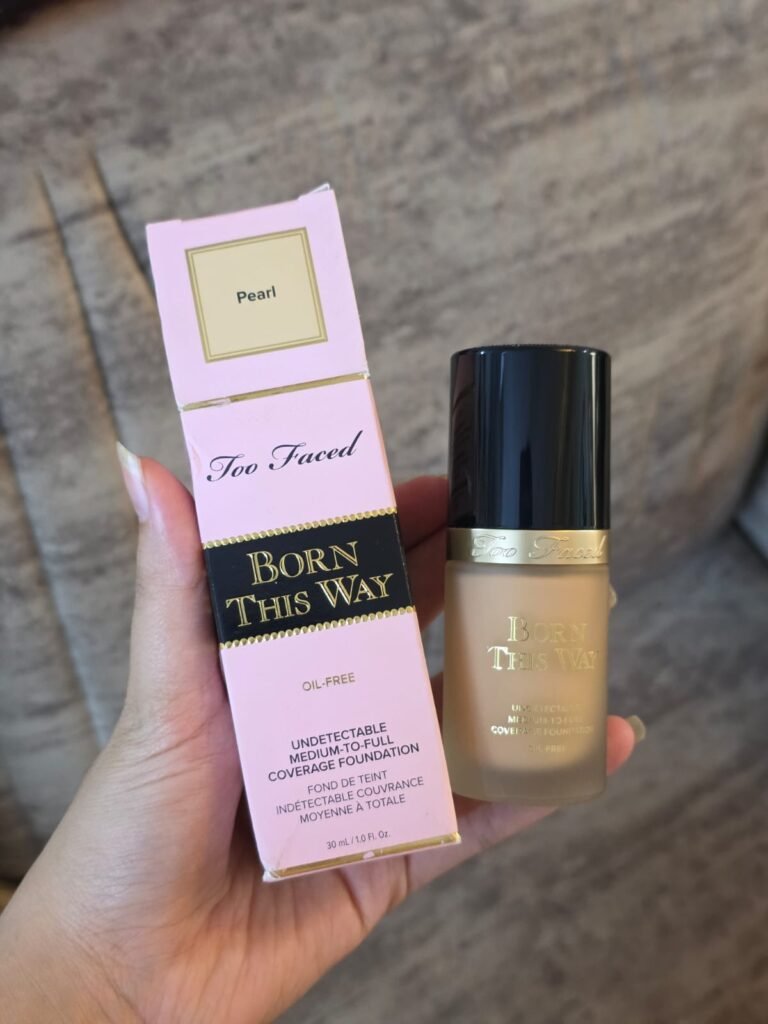 Pearl
Too Faced
BORN
THIS WAY
OIL-FREE
UNDETECTABLE
MEDIUM-TO-FULL
COVERAGE FOUNDATION
FOND DE TEINT
INDÉTECTABLE COUVRANCE
MOYENNE À TOTALE
30 mL / 1.0 Fl. Oz.
Too Faced
BORN
THIS WAY
UNDETECTABLE
MEDIUM-TO-FULL
COVERAGE FOUNDATION
OIL-FREE